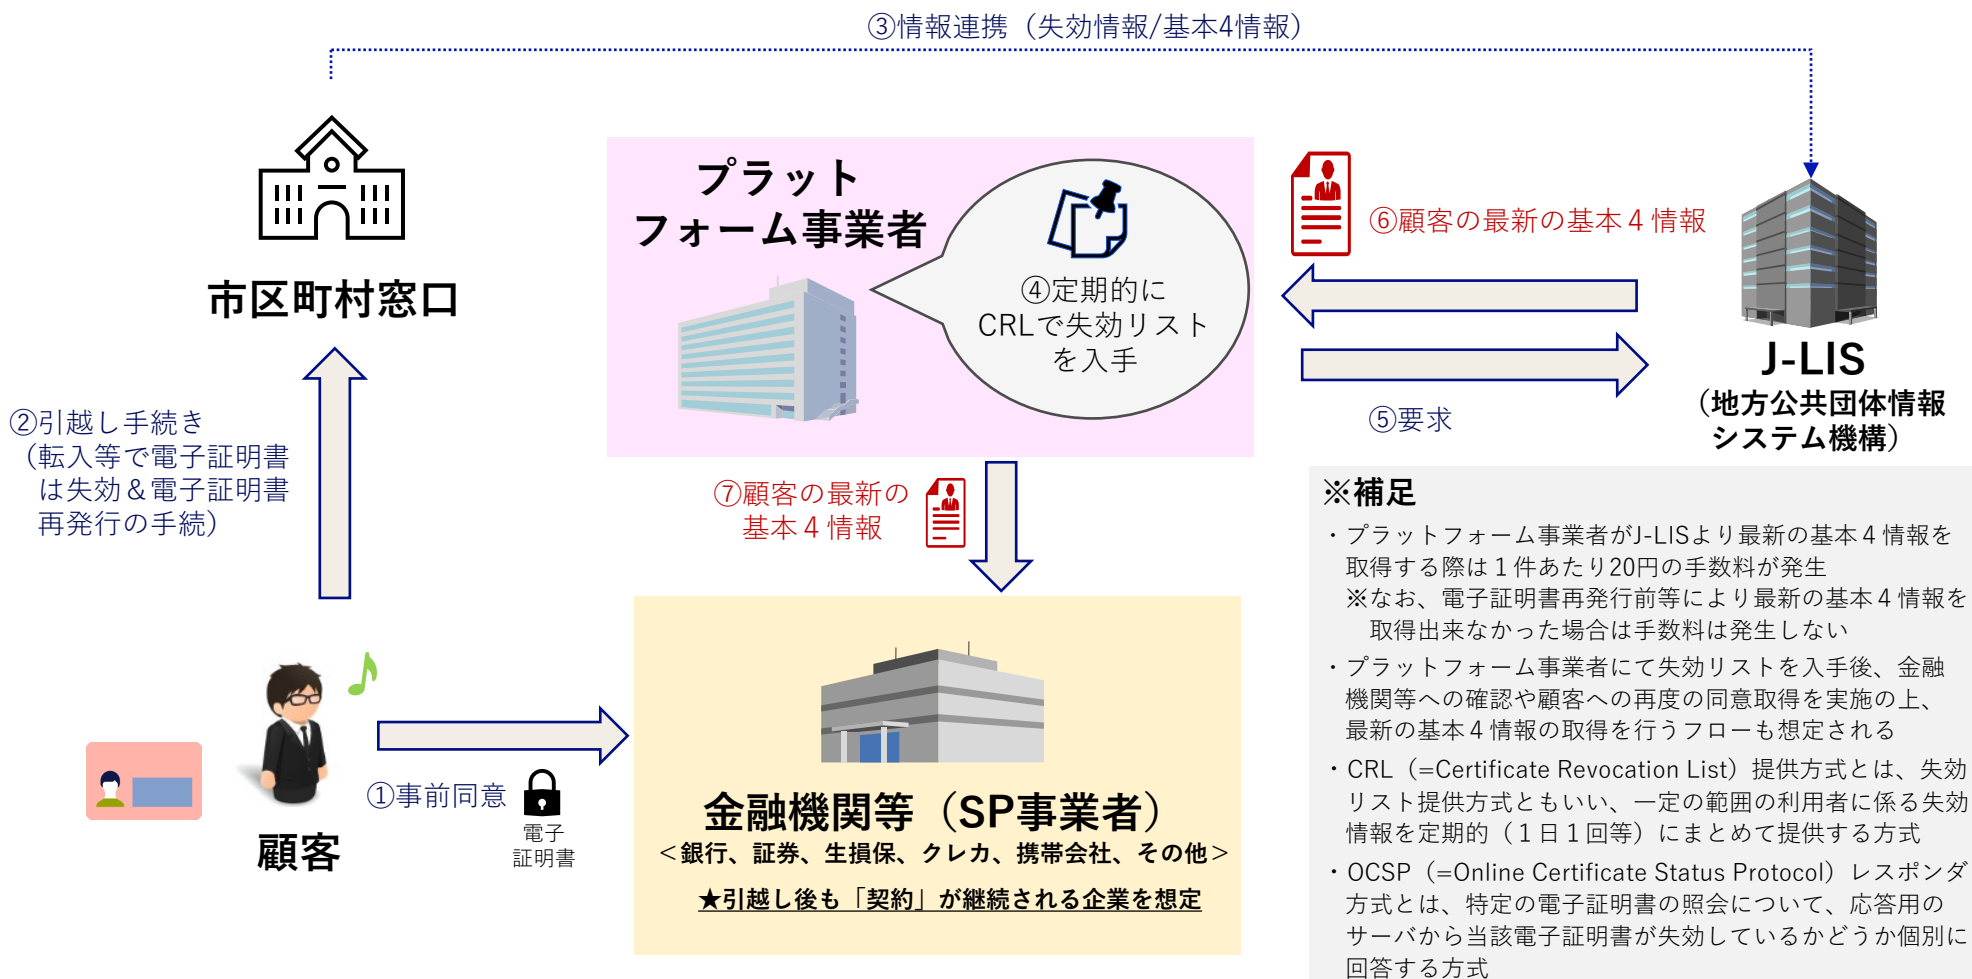 ③情報連携（失効情報/基本4情報）
プラット
フォーム事業者
④定期的に
CRLで失効リスト
を入手
⑥顧客の最新の基本４情報
市区町村窓口
J-LIS
（地方公共団体情報
システム機構）
⑤要求
②引越し手続き
（転入等で電子証明書
は失効＆電子証明書
再発行の手続）
⑦顧客の最新の
基本４情報
①事前同意
電子
証明書
顧客
金融機関等（SP事業者）
＜銀行、証券、生損保、クレカ、携帯会社、その他＞
★引越し後も「契約」が継続される企業を想定
※補足
・プラットフォーム事業者がJ-LISより最新の基本４情報を
取得する際は１件あたり20円の手数料が発生
※なお、電子証明書再発行前等により最新の基本４情報を
取得出来なかった場合は手数料は発生しない
・プラットフォーム事業者にて失効リストを入手後、金融
機関等への確認や顧客への再度の同意取得を実施の上、
最新の基本４情報の取得を行うフローも想定される
・CRL（=Certificate Revocation List）提供方式とは、失効
リスト提供方式ともいい、一定の範囲の利用者に係る失効
情報を定期的（１日１回等）にまとめて提供する方式
・OCSP（=Online Certificate Status Protocol）レスポンダ
方式とは、特定の電子証明書の照会について、応答用の
サーバから当該電子証明書が失効しているかどうか個別に
回答する方式